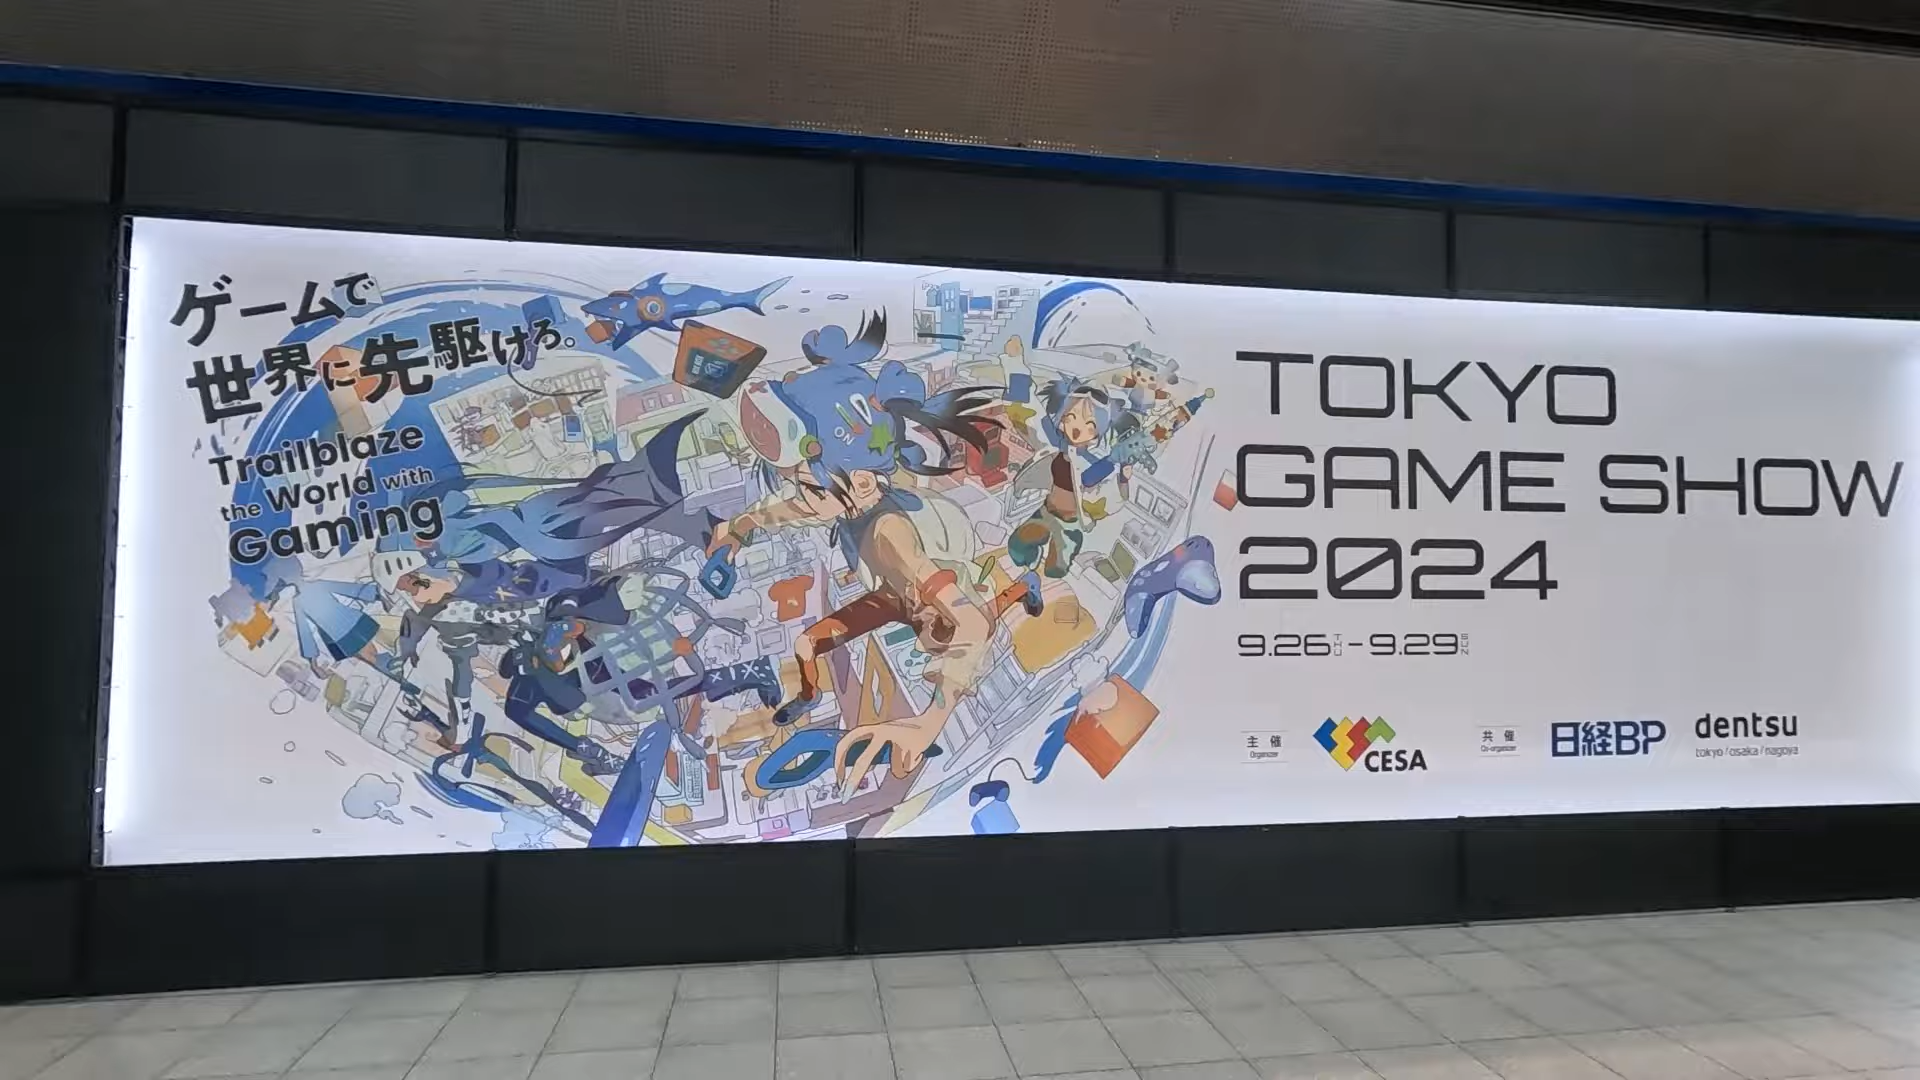 ゲームで
世界に先駆けろ。
Trailblaze
the World with
Gaming
ON
TOKYO
GAME SHOW
2024
9.26 THU - 9.29 SUN
主催
Organizer
CESA
共催
Co-organizer
日経BP
dentsu
tokyo / osaka / nagoya